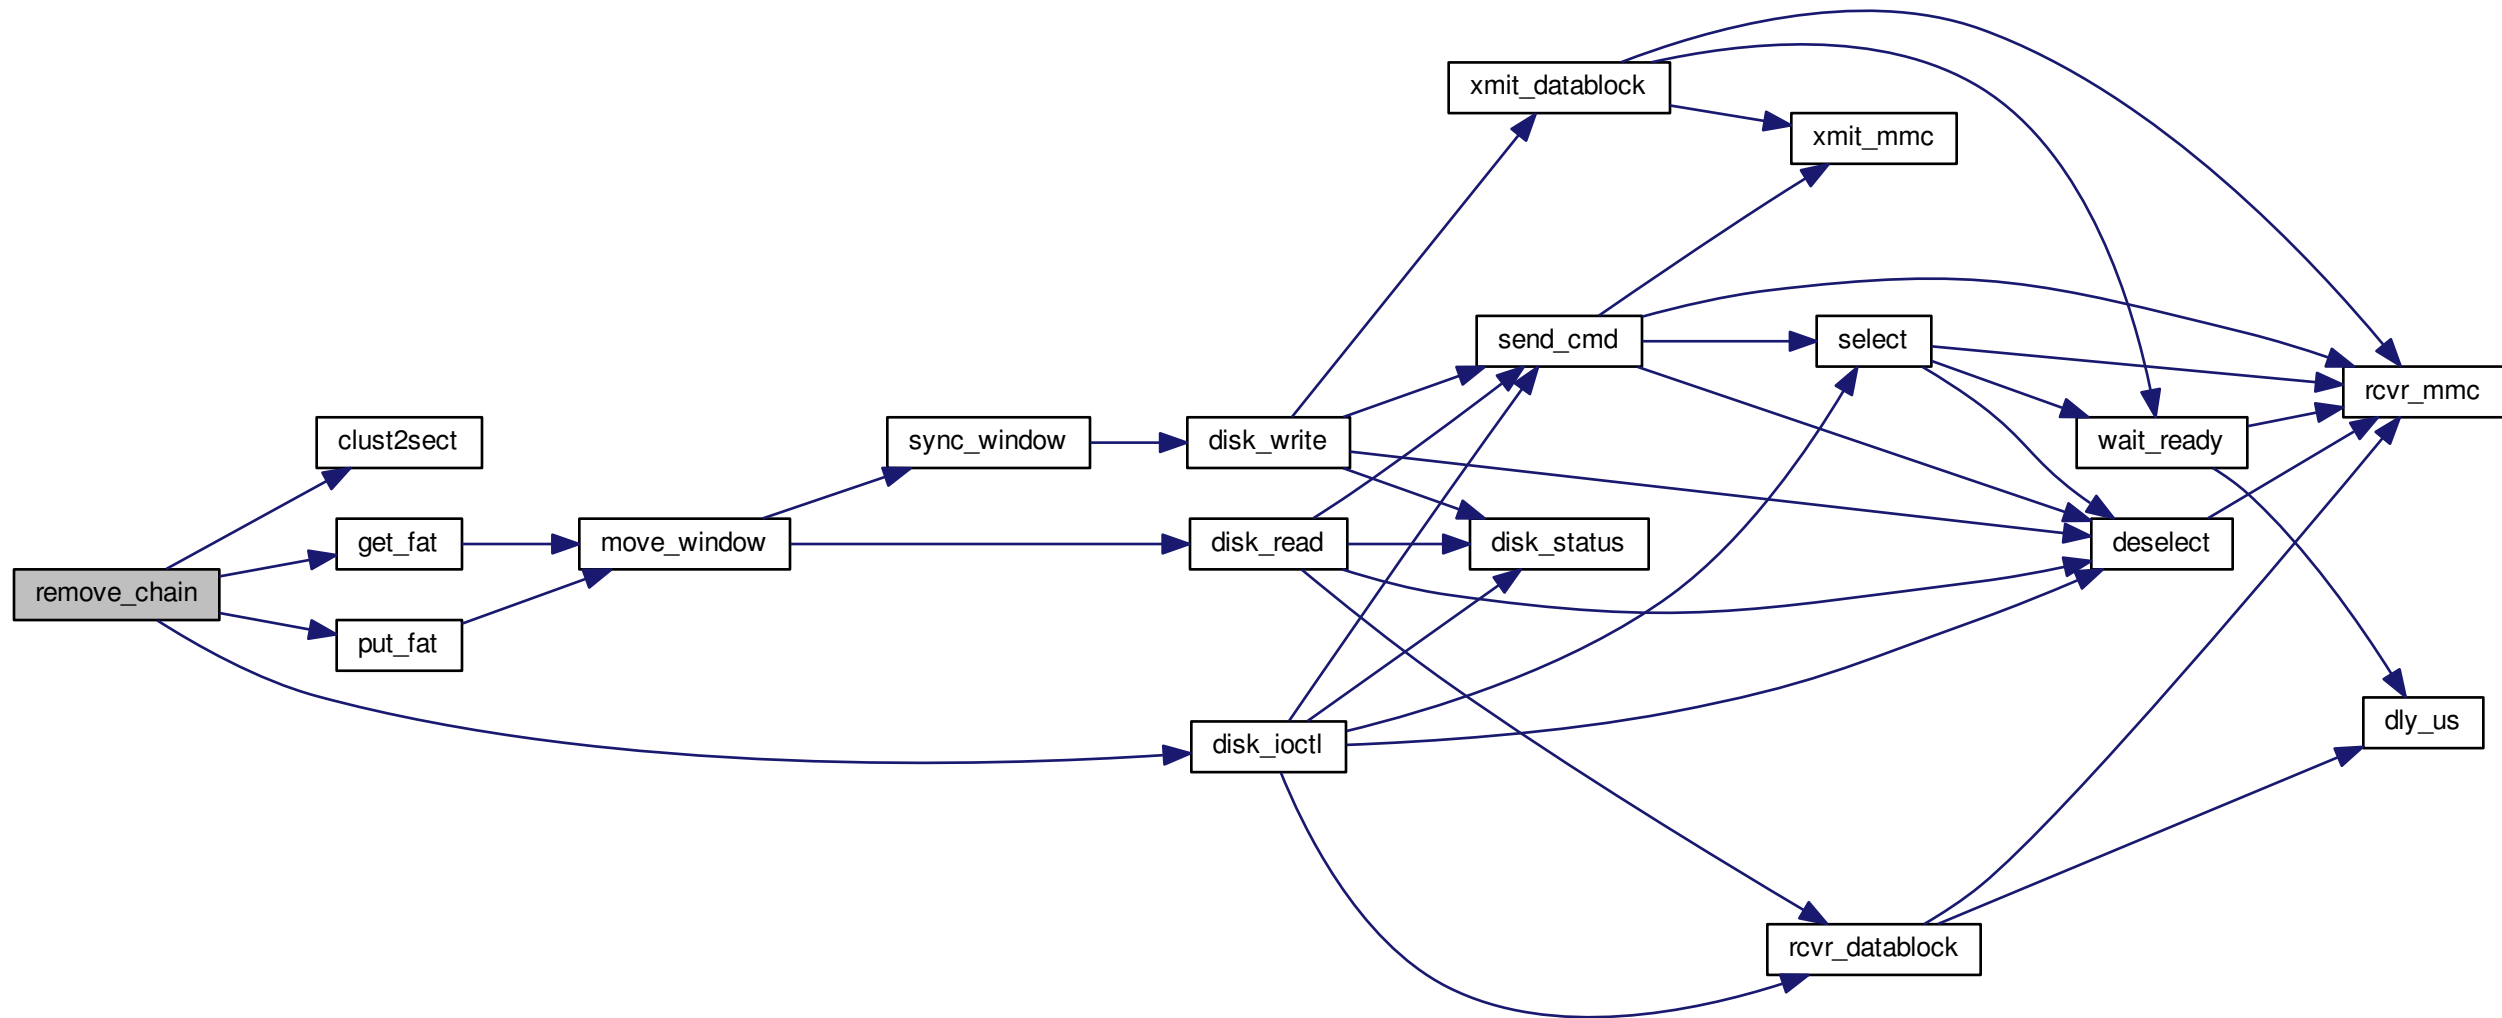 xmit_datablock
xmit_mmc
send_cmd
select
rcvr_mmc
clust2sect
sync_window
disk_write
wait_ready
get_fat
move_window
disk_read
disk_status
deselect
remove_chain
put_fat
dly_us
disk_ioctl
rcvr_datablock